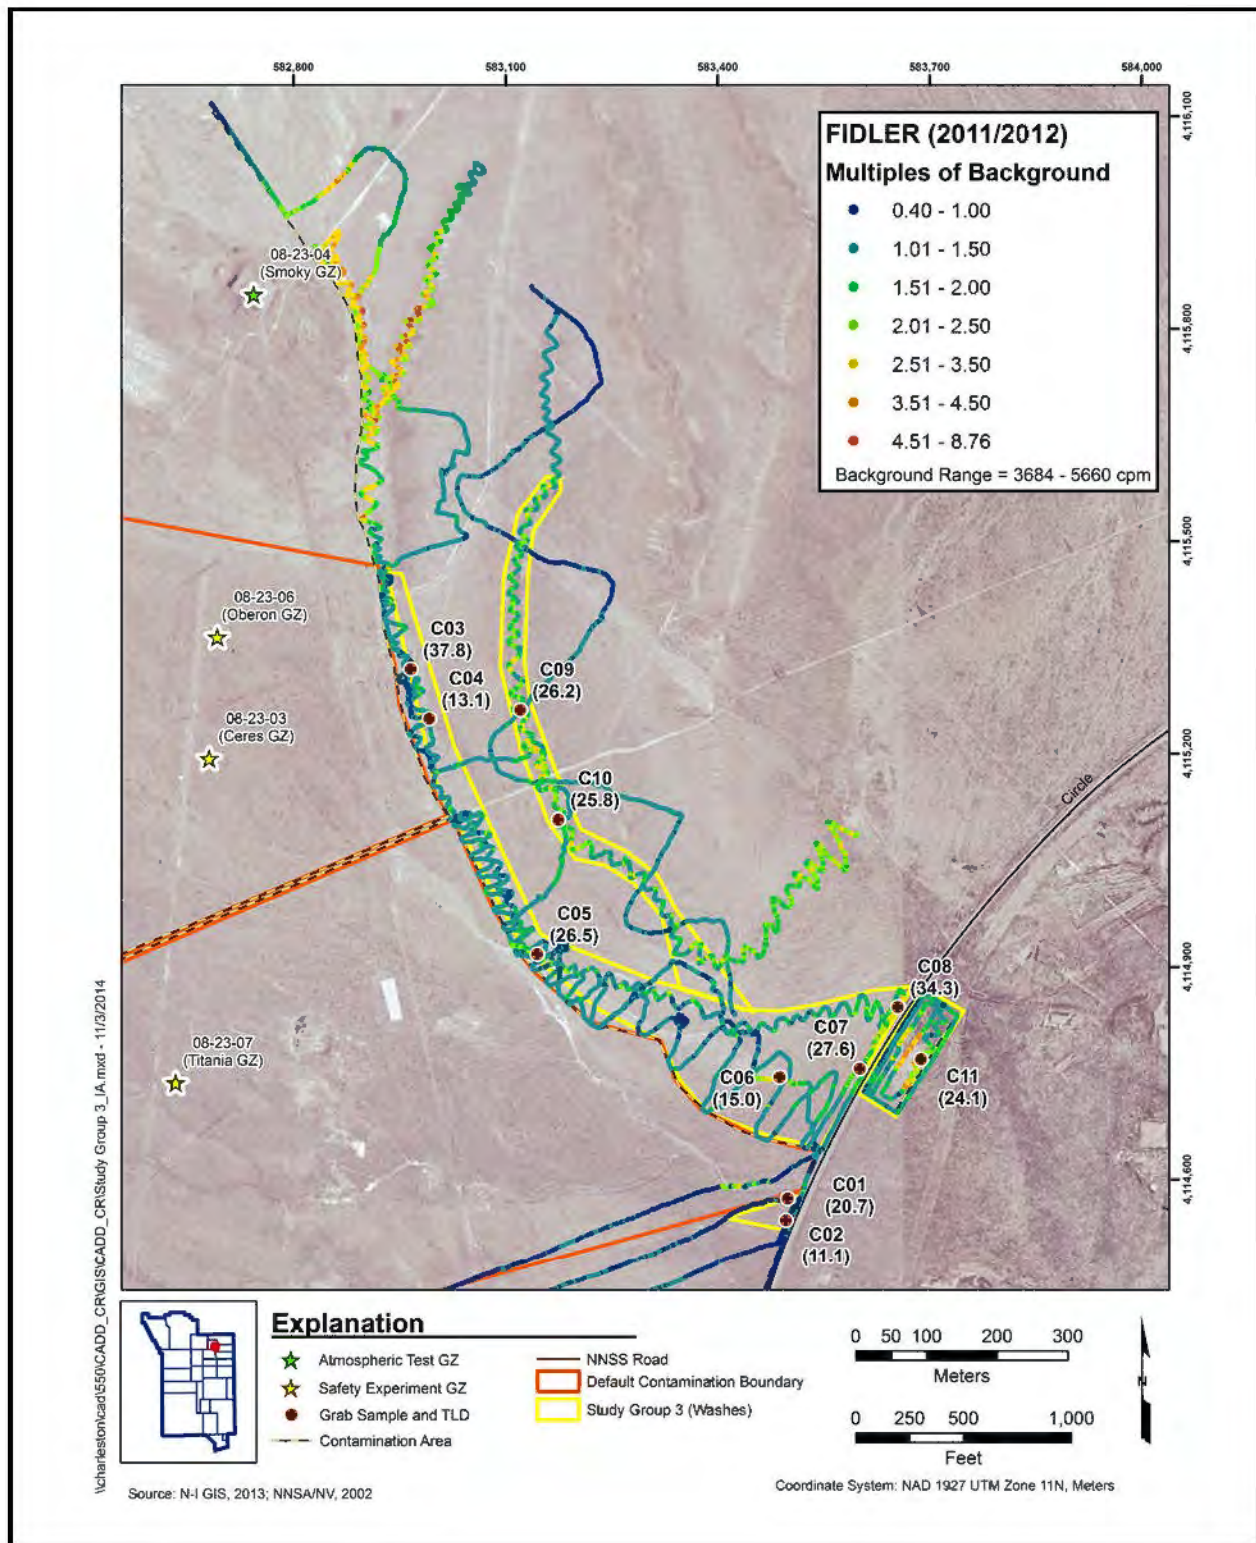 582,800
583,100
583,400
583,700
584,000
4,116,100
4,115,800
4,115,500
4,115,200
4,114,900
4,114,600
FIDLER (2011/2012)
Multiples of Background
0.40 - 1.00
1.01 - 1.50
1.51 - 2.00
2.01 - 2.50
2.51 - 3.50
3.51 - 4.50
4.51 - 8.76
Background Range = 3684 - 5660 cpm
08-23-04
(Smoky GZ)
08-23-06
(Oberon GZ)
08-23-03
(Ceres GZ)
08-23-07
(Titania GZ)
C03
(37.8)
C04
(13.1)
C09
(26.2)
C10
(25.8)
C05
(26.5)
Circle
C08
(34.3)
C07
(27.6)
C06
(15.0)
C11
(24.1)
C01
(20.7)
C02
(11.1)
\\charleston\cad\550\CADD_CR\GIS\CADD_CR\Study Group 3_IA.mxd - 11/3/2014
Explanation
Atmospheric Test GZ
Safety Experiment GZ
Grab Sample and TLD
Contamination Area
NNSS Road
Default Contamination Boundary
Study Group 3 (Washes)
0 50 100 200 300
Meters
0 250 500 1,000
Feet
N
Source: N-I GIS, 2013; NNSA/NV, 2002
Coordinate System: NAD 1927 UTM Zone 11N, Meters